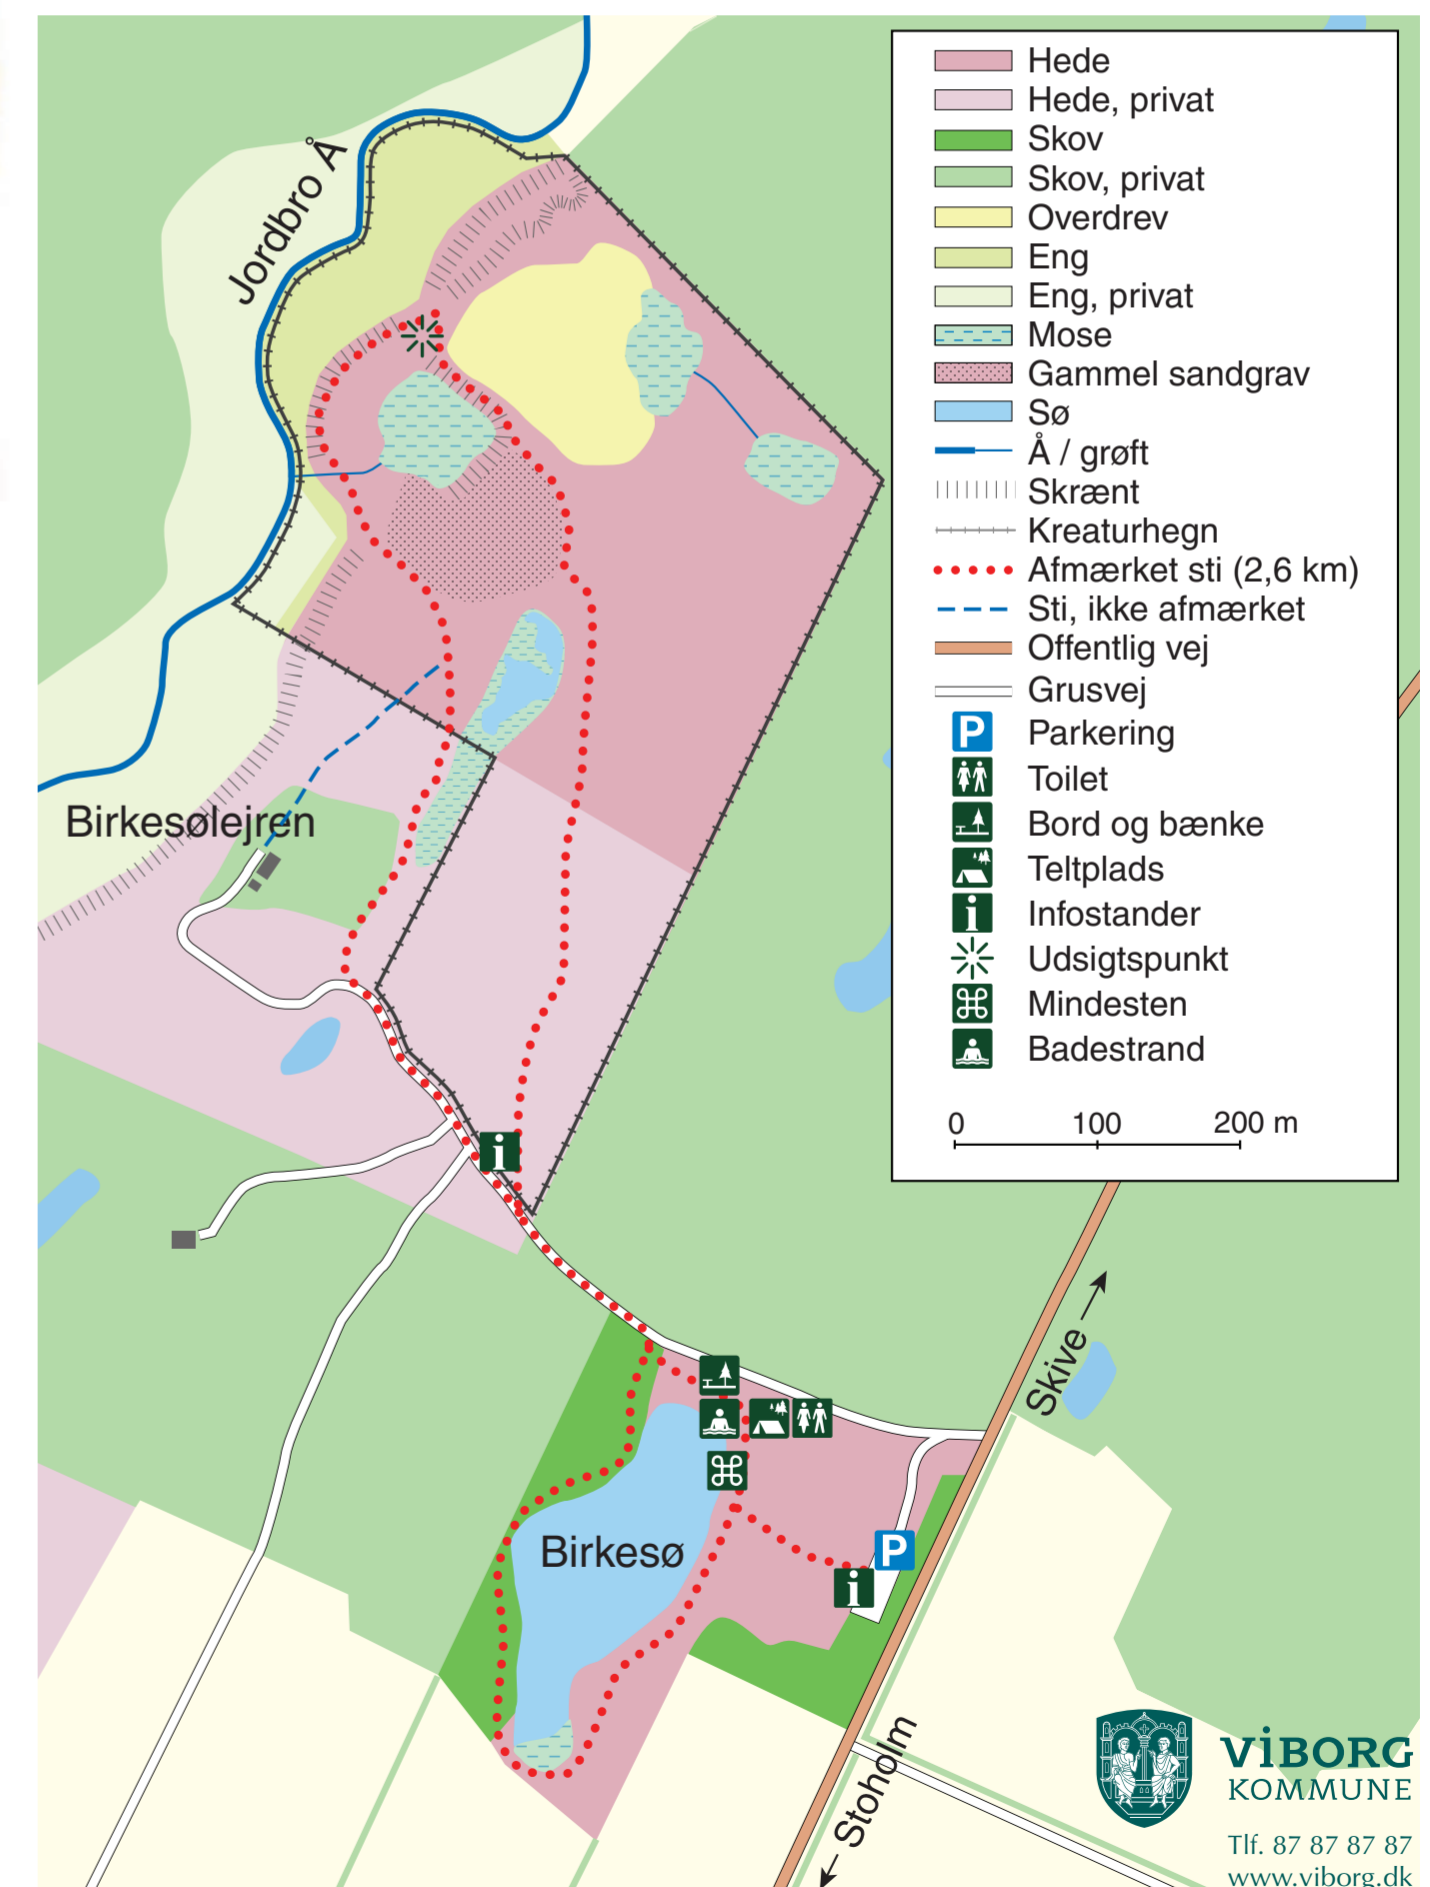 Jordbro Å
Birkesølejren
Birkesø
Skive
Stoholm
P
i
i
Hede
Hede, privat
Skov
Skov, privat
Overdrev
Eng
Eng, privat
Mose
Gammel sandgrav
Sø
Å / grøft
Skrænt
Kreaturhegn
Afmærket sti (2,6 km)
Sti, ikke afmærket
Offentlig vej
Grusvej
P Parkering
Toilet
Bord og bænke
Teltplads
i Infostander
Udsigtspunkt
Mindesten
Badestrand
0 100 200 m
VIBORG
KOMMUNE
Tlf. 87 87 87 87
www.viborg.dk